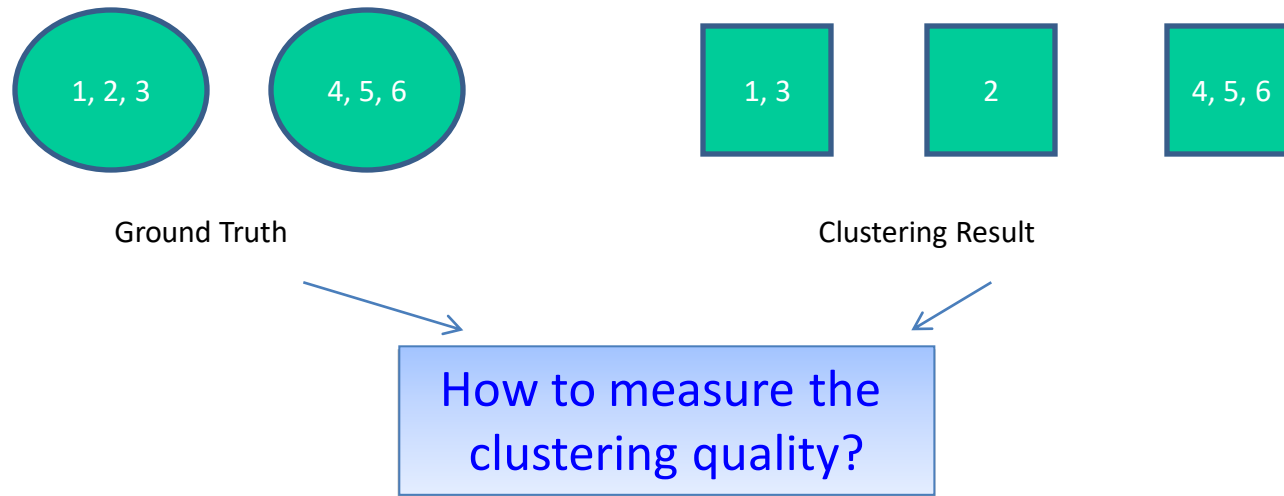 1, 2, 3
4, 5, 6
1, 3
2
4, 5, 6
Ground Truth
Clustering Result
How to measure the
clustering quality?